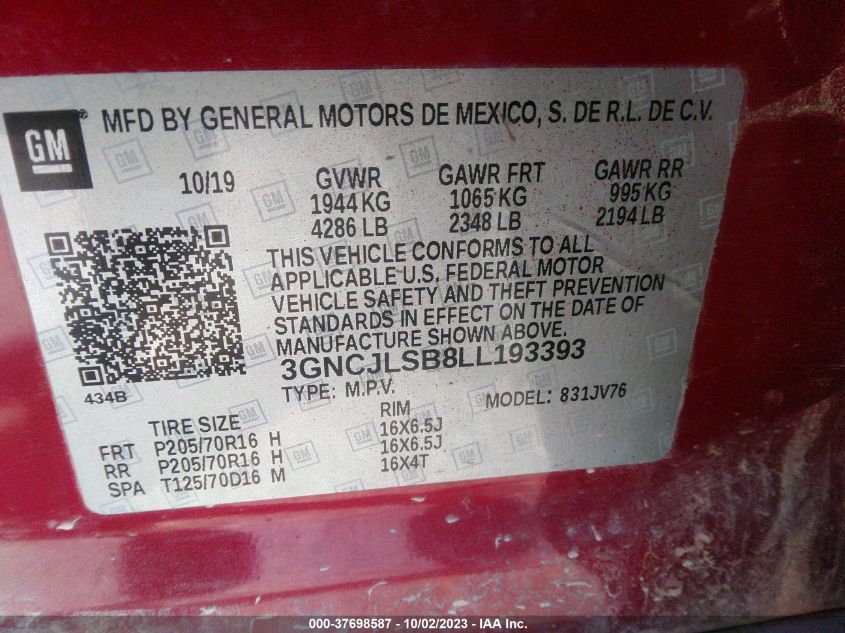 GM
MFD BY GENERAL MOTORS DE MEXICO, S. DE R.L. DE C.V.
10/19 GVWR GAWR FRT GAWR RR
1944 KG 1065 KG 995 KG
4286 LB 2348 LB 2194 LB
THIS VEHICLE CONFORMS TO ALL
APPLICABLE U.S. FEDERAL MOTOR
VEHICLE SAFETY AND THEFT PREVENTION
STANDARDS IN EFFECT ON THE DATE OF
MANUFACTURE SHOWN ABOVE.
3GNCJLSB8LL193393
434B TYPE: M.P.V. MODEL: 831JV76
TIRE SIZE RIM
FRT P205/70R16 H 16X6.5J
RR P205/70R16 H 16X6.5J
SPA T125/70D16 M 16X4T
000-37698587 - 10/02/2023 - IAA Inc.